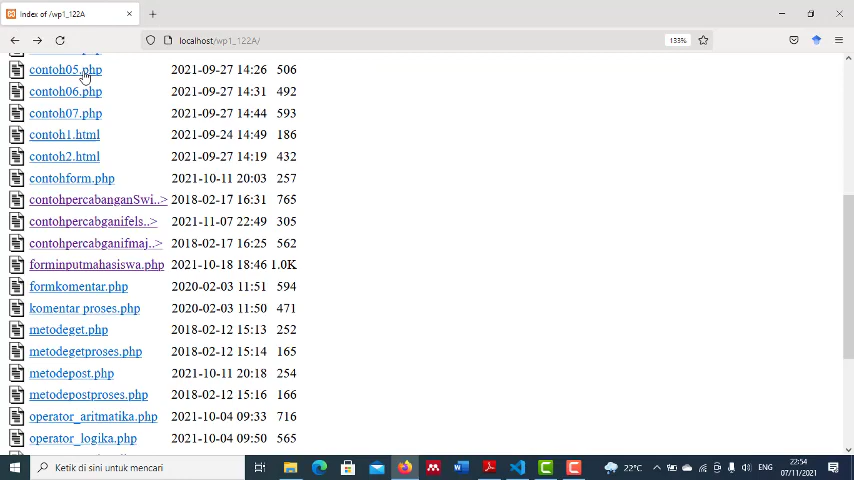 Index of /wp1_122A
localhost/wp1_122A/
133%
contoh05.php 2021-09-27 14:26 506
contoh06.php 2021-09-27 14:31 492
contoh07.php 2021-09-27 14:44 593
contoh1.html 2021-09-24 14:49 186
contoh2.html 2021-09-27 14:19 432
contohform.php 2021-10-11 20:03 257
contohpercabanganSwi..> 2018-02-17 16:31 765
contohpercabganifels..> 2021-11-07 22:49 305
contohpercabganifmaj..> 2018-02-17 16:25 562
forminputmahasiswa.php 2021-10-18 18:46 1.0K
formkomentar.php 2020-02-03 11:51 594
komentar proses.php 2020-02-03 11:50 471
metodeget.php 2018-02-12 15:13 252
metodegetproses.php 2018-02-12 15:14 165
metodepost.php 2021-10-11 20:18 254
metodepostproses.php 2018-02-12 15:16 166
operator_aritmatika.php 2021-10-04 09:33 716
operator_logika.php 2021-10-04 09:50 565
Ketik di sini untuk mencari
22°C
ENG
22:54
07/11/2021